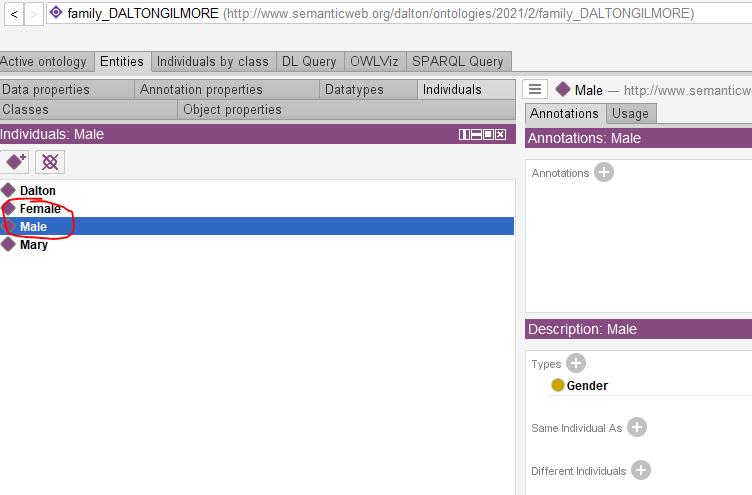 < > family_DALTONGILMORE (http://www.semanticweb.org/dalton/ontologies/2021/2/family_DALTONGILMORE)
Active ontology Entities Individuals by class DL Query OWLViz SPARQL Query
Data properties Annotation properties Datatypes Individuals
Classes Object properties
Individuals: Male
Dalton
Female
Male
Mary
Male — http://www.semanticwe
Annotations Usage
Annotations: Male
Annotations
Description: Male
Types
Gender
Same Individual As
Different Individuals